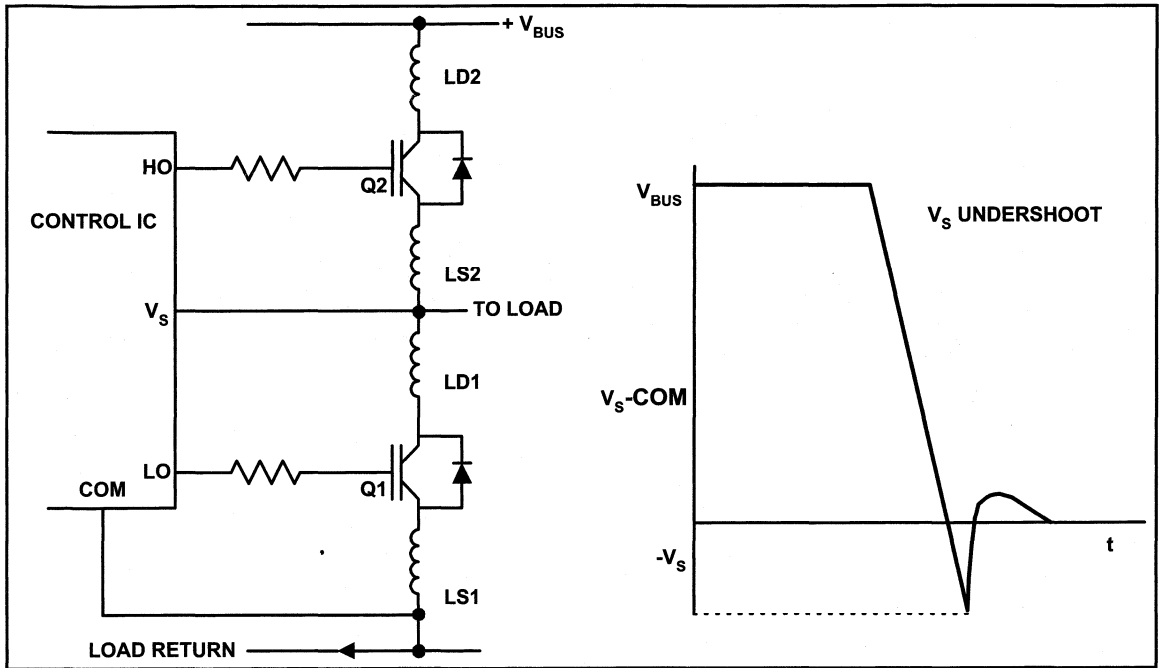 + VBUS
LD2
HO
Q2
CONTROL IC
LS2
VS
TO LOAD
LD1
LO
Q1
COM
LS1
LOAD RETURN
VBUS
VS UNDERSHOOT
VS-COM
-VS
t